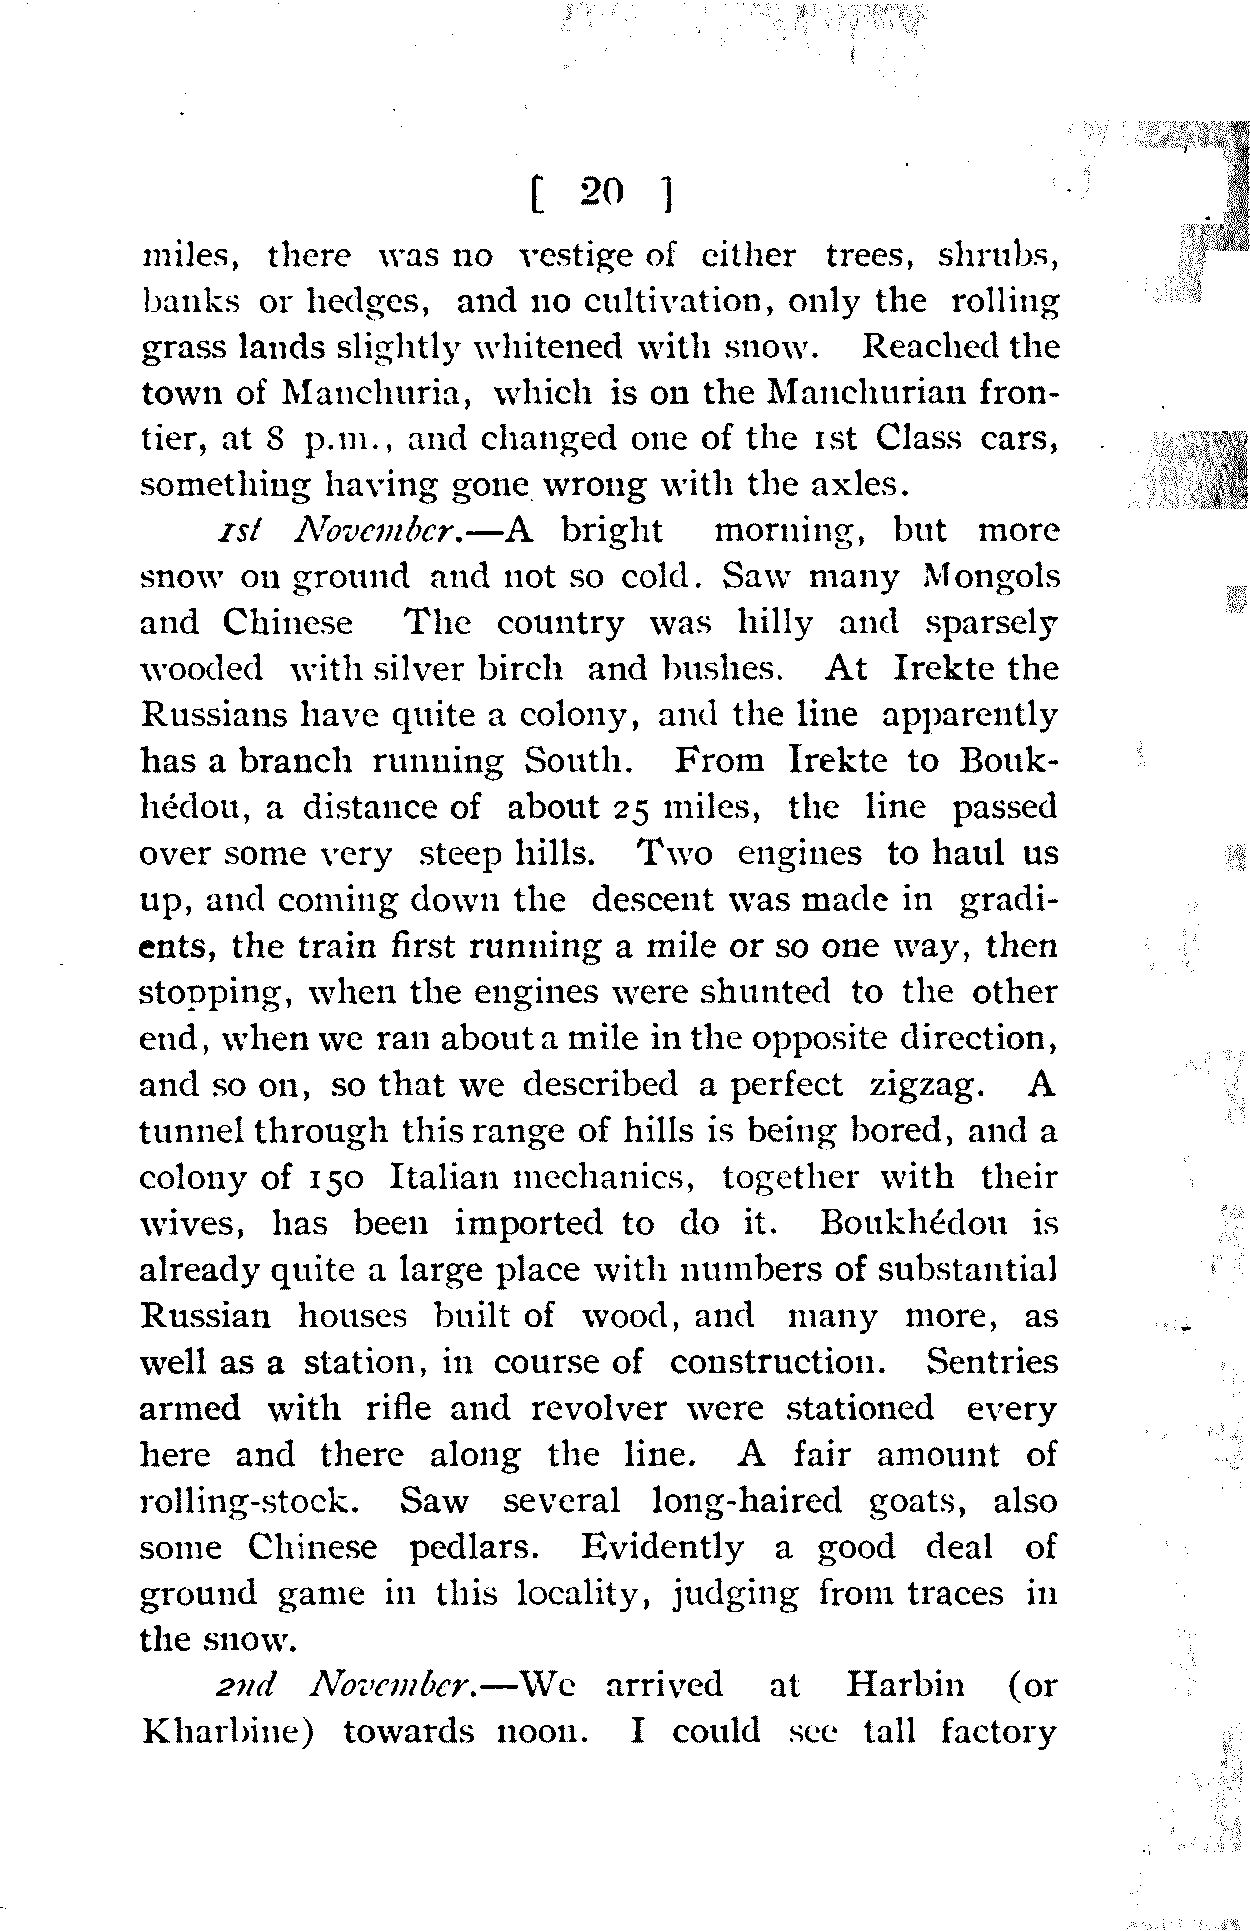 [ 20 ]
miles, there was no vestige of either trees, shrubs,
banks or hedges, and no cultivation, only the rolling
grass lands slightly whitened with snow. Reached the
town of Manchuria, which is on the Manchurian fron-
tier, at 8 p.m., and changed one of the 1st Class cars,
something having gone wrong with the axles.
1st November.—A bright morning, but more
snow on ground and not so cold. Saw many Mongols
and Chinese The country was hilly and sparsely
wooded with silver birch and bushes. At Irekte the
Russians have quite a colony, and the line apparently
has a branch running South. From Irekte to Bouk-
hédou, a distance of about 25 miles, the line passed
over some very steep hills. Two engines to haul us
up, and coming down the descent was made in gradi-
ents, the train first running a mile or so one way, then
stopping, when the engines were shunted to the other
end, when we ran about a mile in the opposite direction,
and so on, so that we described a perfect zigzag. A
tunnel through this range of hills is being bored, and a
colony of 150 Italian mechanics, together with their
wives, has been imported to do it. Boukhédou is
already quite a large place with numbers of substantial
Russian houses built of wood, and many more, as
well as a station, in course of construction. Sentries
armed with rifle and revolver were stationed every
here and there along the line. A fair amount of
rolling-stock. Saw several long-haired goats, also
some Chinese pedlars. Evidently a good deal of
ground game in this locality, judging from traces in
the snow.
2nd November.—We arrived at Harbin (or
Kharbine) towards noon. I could see tall factory